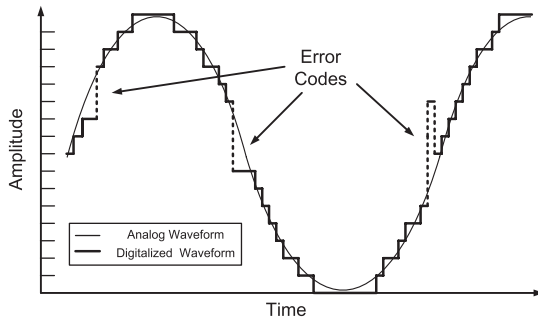 Error
Codes
Amplitude
Analog Waveform
Digitalized Waveform
Time